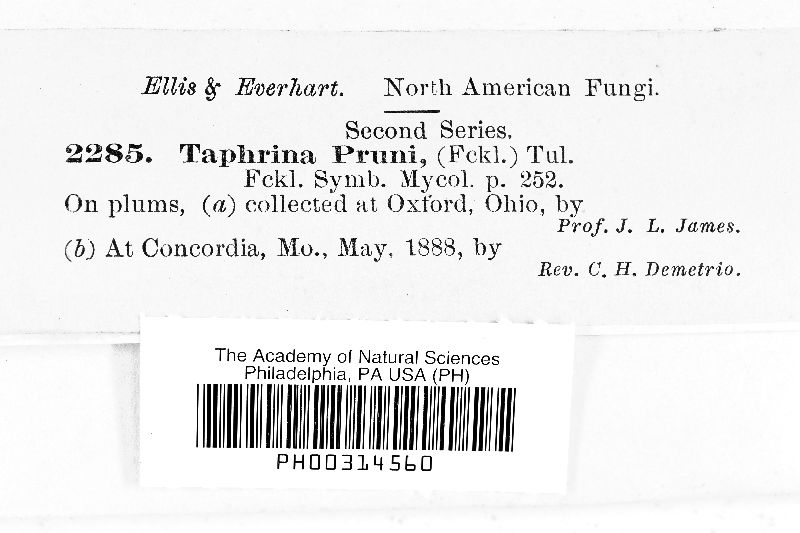 Ellis & Everhart. North American Fungi.
Second Series,
2285. Taphrina Pruni, (Fckl.) Tul.
Fckl. Symb. Mycol. p. 252.
On plums, (a) collected at Oxford, Ohio, by
Prof. J. L. James.
(b) At Concordia, Mo., May, 1888, by
Rev. C. H. Demetrio.
The Academy of Natural Sciences
Philadelphia, PA USA (PH)
PH00314560